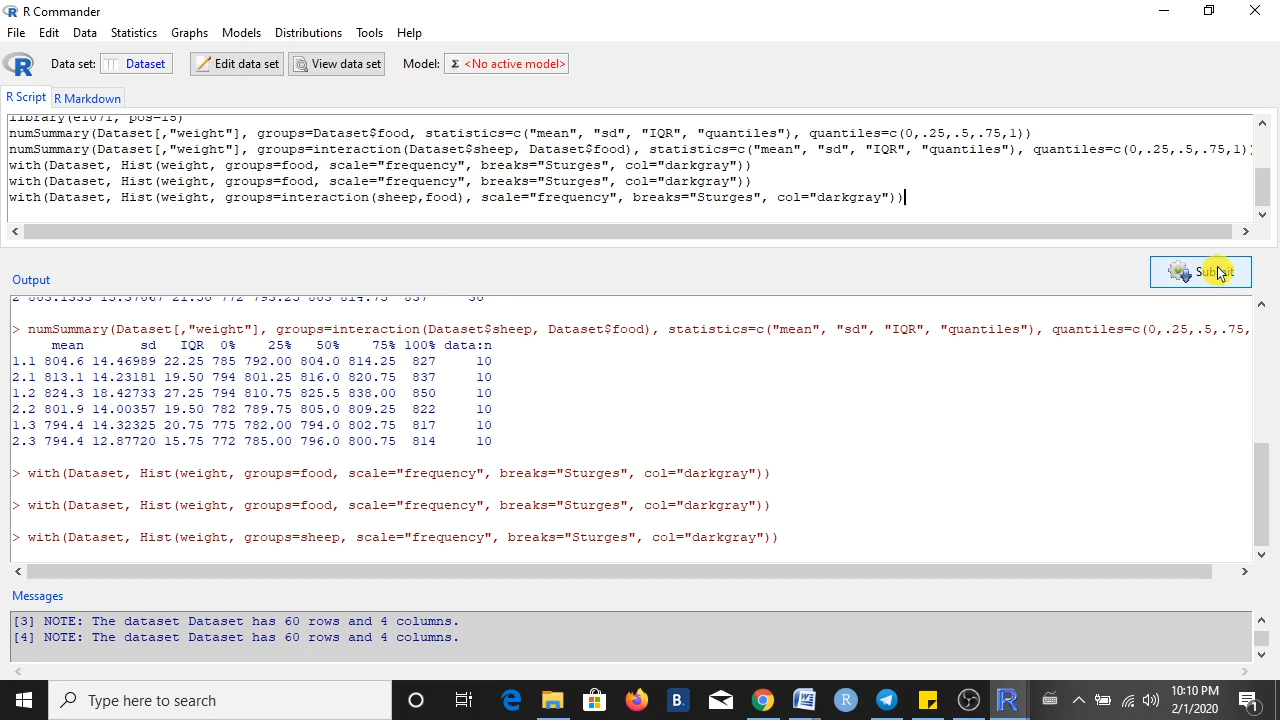 R Commander
File Edit Data Statistics Graphs Models Distributions Tools Help
Data set: Dataset Edit data set View data set Model: Σ <No active model>
R Script R Markdown
library(e1071, pos=15)
numSummary(Dataset[,"weight"], groups=Dataset$food, statistics=c("mean", "sd", "IQR", "quantiles"), quantiles=c(0,.25,.5,.75,1))
numSummary(Dataset[,"weight"], groups=interaction(Dataset$sheep, Dataset$food), statistics=c("mean", "sd", "IQR", "quantiles"), quantiles=c(0,.25,.5,.75,1))
with(Dataset, Hist(weight, groups=food, scale="frequency", breaks="Sturges", col="darkgray"))
with(Dataset, Hist(weight, groups=food, scale="frequency", breaks="Sturges", col="darkgray"))
with(Dataset, Hist(weight, groups=interaction(sheep,food), scale="frequency", breaks="Sturges", col="darkgray"))
Submit
Output
> numSummary(Dataset[,"weight"], groups=interaction(Dataset$sheep, Dataset$food), statistics=c("mean", "sd", "IQR", "quantiles"), quantiles=c(0,.25,.5,.75,
mean sd IQR 0% 25% 50% 75% 100% data:n
1.1 804.6 14.46989 22.25 785 792.00 804.0 814.25 827 10
2.1 813.1 14.23181 19.50 794 801.25 816.0 820.75 837 10
1.2 824.3 18.42733 27.25 794 810.75 825.5 838.00 850 10
2.2 801.9 14.00357 19.50 782 789.75 805.0 809.25 822 10
1.3 794.4 14.32325 20.75 775 782.00 794.0 802.75 817 10
2.3 794.4 12.87720 15.75 772 785.00 796.0 800.75 814 10
> with(Dataset, Hist(weight, groups=food, scale="frequency", breaks="Sturges", col="darkgray"))
> with(Dataset, Hist(weight, groups=food, scale="frequency", breaks="Sturges", col="darkgray"))
> with(Dataset, Hist(weight, groups=sheep, scale="frequency", breaks="Sturges", col="darkgray"))
Messages
[3] NOTE: The dataset Dataset has 60 rows and 4 columns.
[4] NOTE: The dataset Dataset has 60 rows and 4 columns.
Type here to search
10:10 PM
2/1/2020